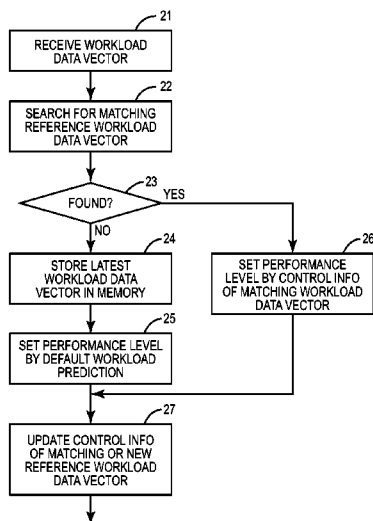 21
RECEIVE WORKLOAD
DATA VECTOR
22
SEARCH FOR MATCHING
REFERENCE WORKLOAD
DATA VECTOR
23
FOUND?
YES
NO
24
STORE LATEST
WORKLOAD DATA
VECTOR IN MEMORY
26
SET PERFORMANCE
LEVEL BY CONTROL INFO
OF MATCHING WORKLOAD
DATA VECTOR
25
SET PERFORMANCE LEVEL
BY DEFAULT WORKLOAD
PREDICTION
27
UPDATE CONTROL INFO
OF MATCHING OR NEW
REFERENCE WORKLOAD
DATA VECTOR